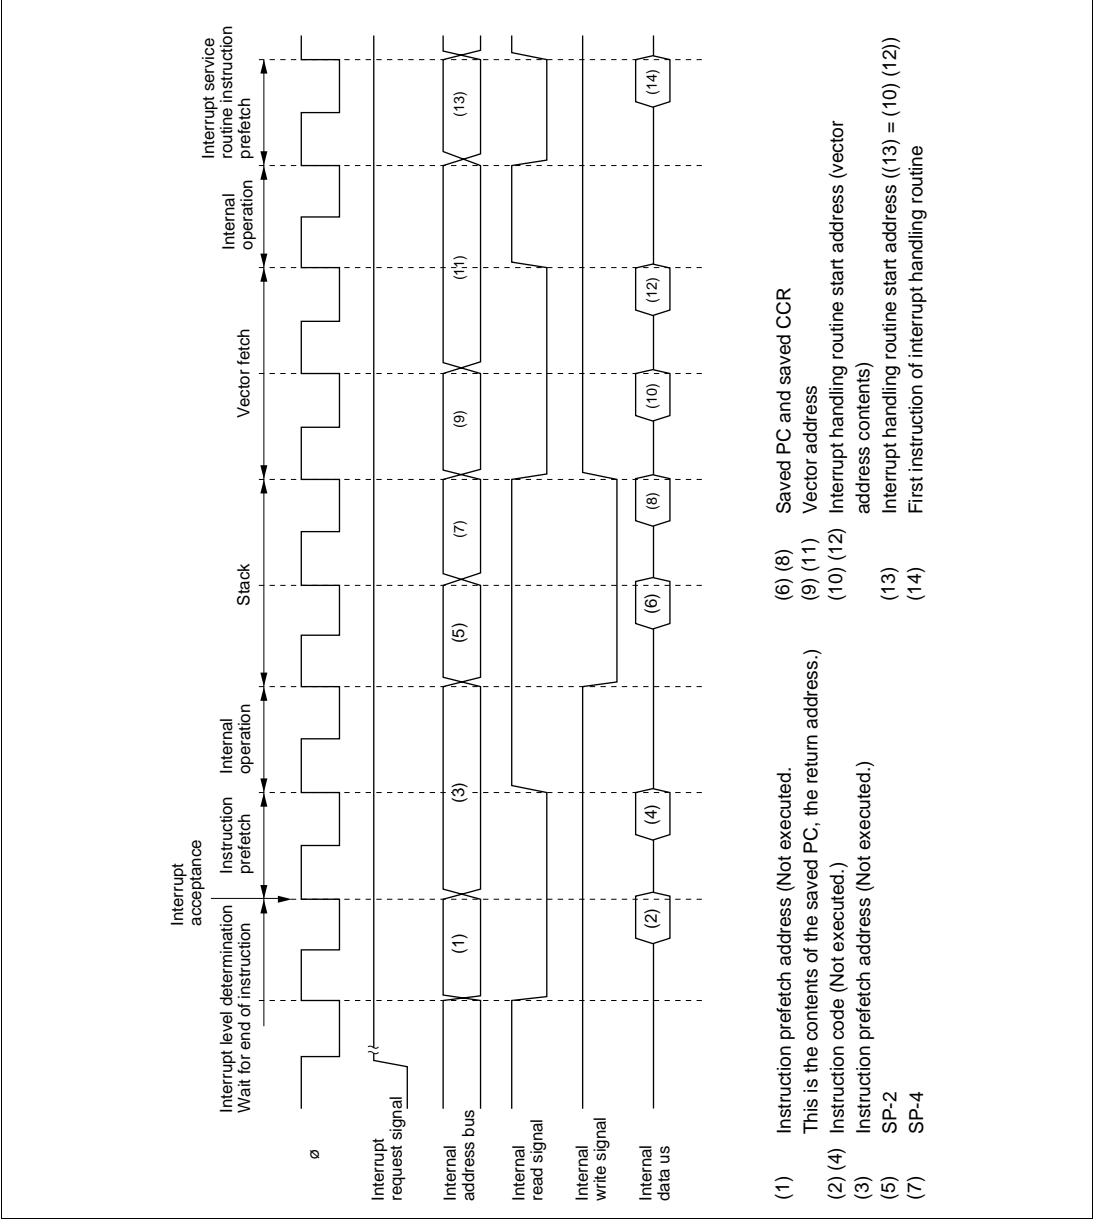 Interrupt
acceptance
Interrupt level determination
Wait for end of instruction
Instruction
prefetch
Internal
operation
Stack
Vector fetch
Internal
operation
Interrupt service
routine instruction
prefetch
ø
Interrupt
request signal
Internal
address bus
(1)
(3)
(5)
(7)
(9)
(11)
(13)
Internal
read signal
Internal
write signal
Internal
data us
(2)
(4)
(6)
(8)
(10)
(12)
(14)
(1) Instruction prefetch address (Not executed.
This is the contents of the saved PC, the return address.)
(2) (4) Instruction code (Not executed.)
(3) Instruction prefetch address (Not executed.)
(5) SP-2
(7) SP-4
(6) (8) Saved PC and saved CCR
(9) (11) Vector address
(10) (12) Interrupt handling routine start address (vector
address contents)
(13) Interrupt handling routine start address ((13) = (10) (12))
(14) First instruction of interrupt handling routine